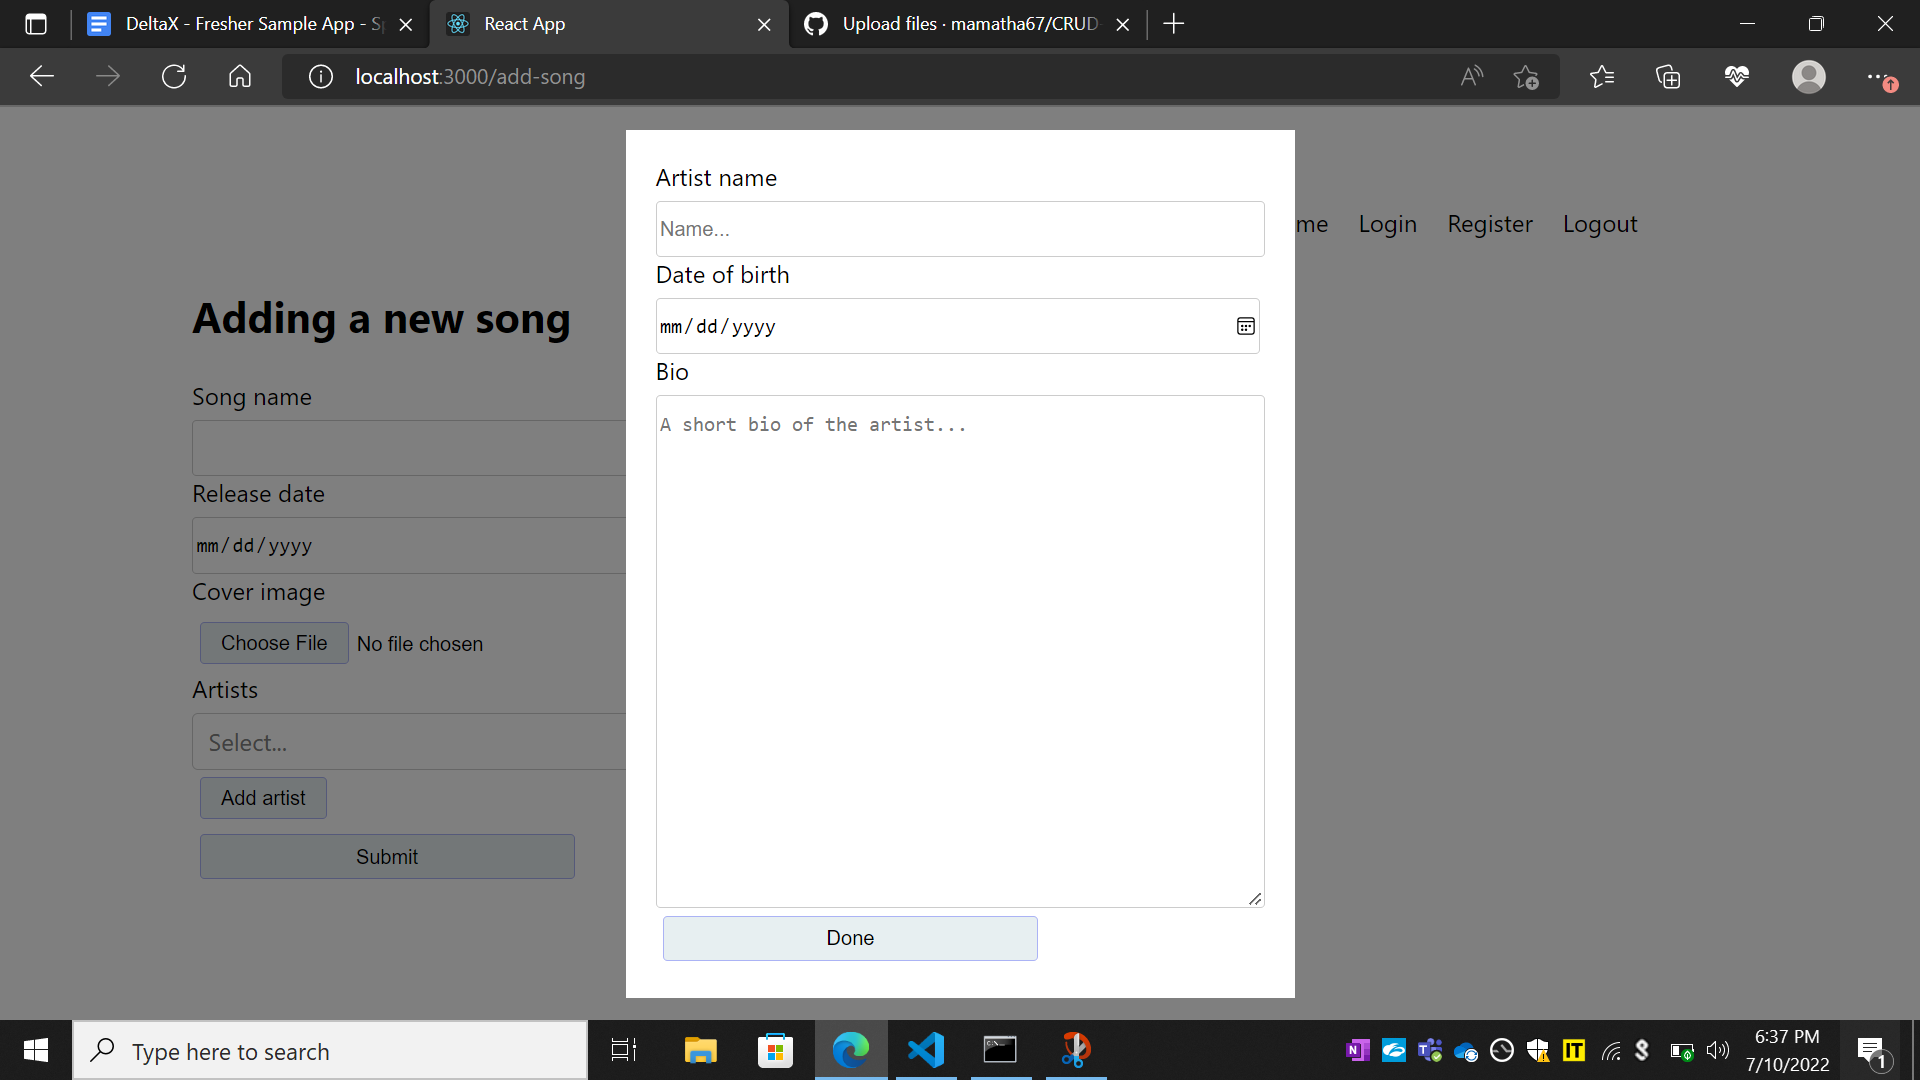 DeltaX - Fresher Sample App - Sp
React App
Upload files · mamatha67/CRUD
localhost:3000/add-song
me Login Register Logout
Adding a new song
Song name
Release date
mm/dd/yyyy
Cover image
Choose File No file chosen
Artists
Select...
Add artist
Submit
Artist name
Name...
Date of birth
mm/dd/yyyy
Bio
A short bio of the artist...
Done
Type here to search
6:37 PM
7/10/2022
1